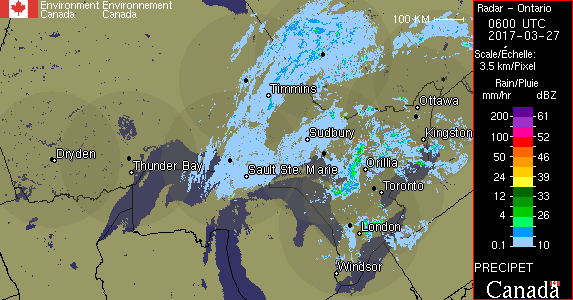 Environment Environnement
Canada Canada
100 KM
Timmins
Ottawa
Sudbury
Kingston
Dryden
Thunder Bay
Sault Ste. Marie
Orillia
Toronto
London
Windsor
Radar - Ontario
0600 UTC
2017-03-27
Scale/Échelle:
3.5 km/Pixel
Rain/Pluie
mm/hr dBZ
200 61
100 56
50 52
50 46
24 39
12 33
4 26
0.1 10
PRECIPET
Canada